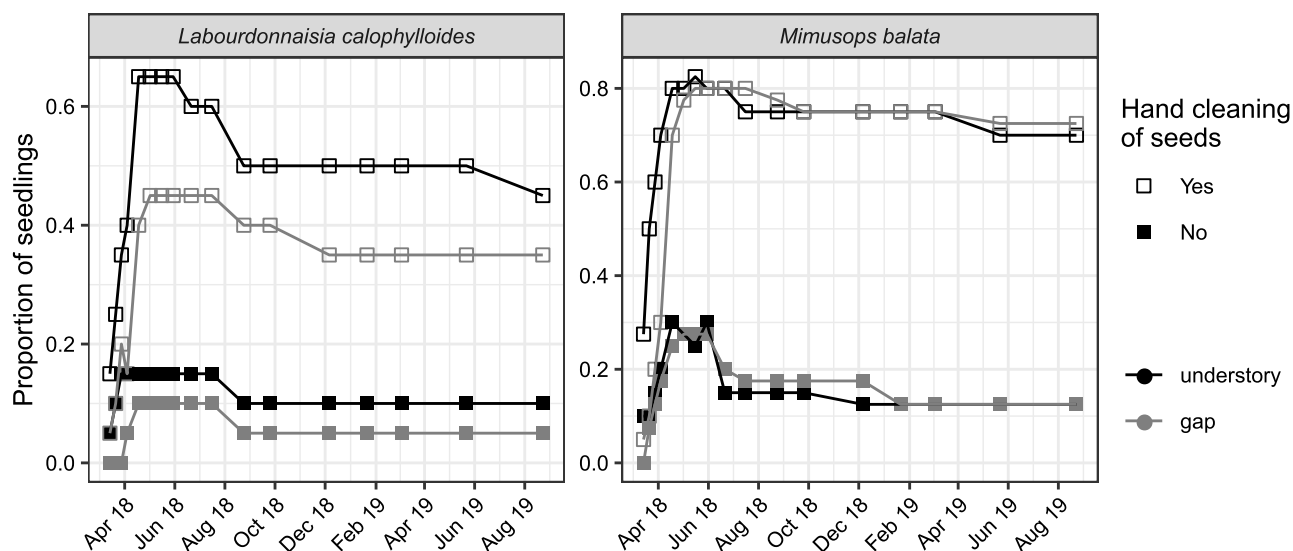 Labourdonnaisia calophylloides
Mimusops balata
Proportion of seedlings
0.6
0.4
0.2
0.0
0.8
0.6
0.4
0.2
0.0
Apr 18
Jun 18
Aug 18
Oct 18
Dec 18
Feb 19
Apr 19
Jun 19
Aug 19
Apr 18
Jun 18
Aug 18
Oct 18
Dec 18
Feb 19
Apr 19
Jun 19
Aug 19
Hand cleaning
of seeds
Yes
No
understory
gap